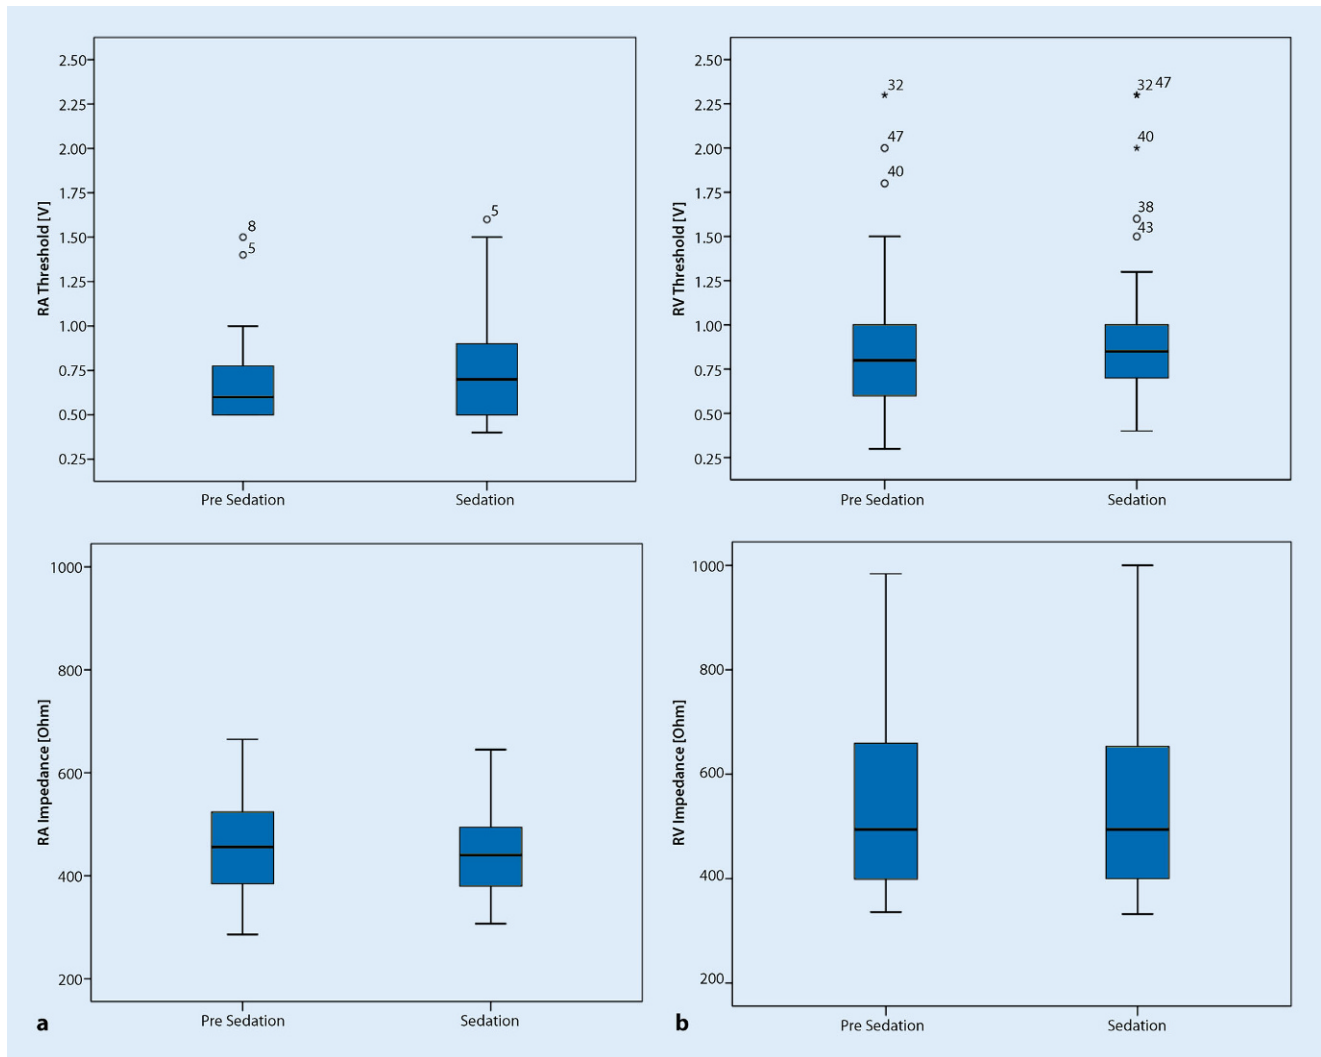 RA Threshold [V]
2.50
2.25
2.00
1.75
1.50
1.25
1.00
0.75
0.50
0.25
8
5
5
Pre Sedation
Sedation
RV Threshold [V]
2.50
2.25
2.00
1.75
1.50
1.25
1.00
0.75
0.50
0.25
32
47
40
32 47
40
38
43
Pre Sedation
Sedation
RA Impedance [Ohm]
1000
800
600
400
200
Pre Sedation
Sedation
a
RV Impedance [Ohm]
1000
800
600
400
200
Pre Sedation
Sedation
b